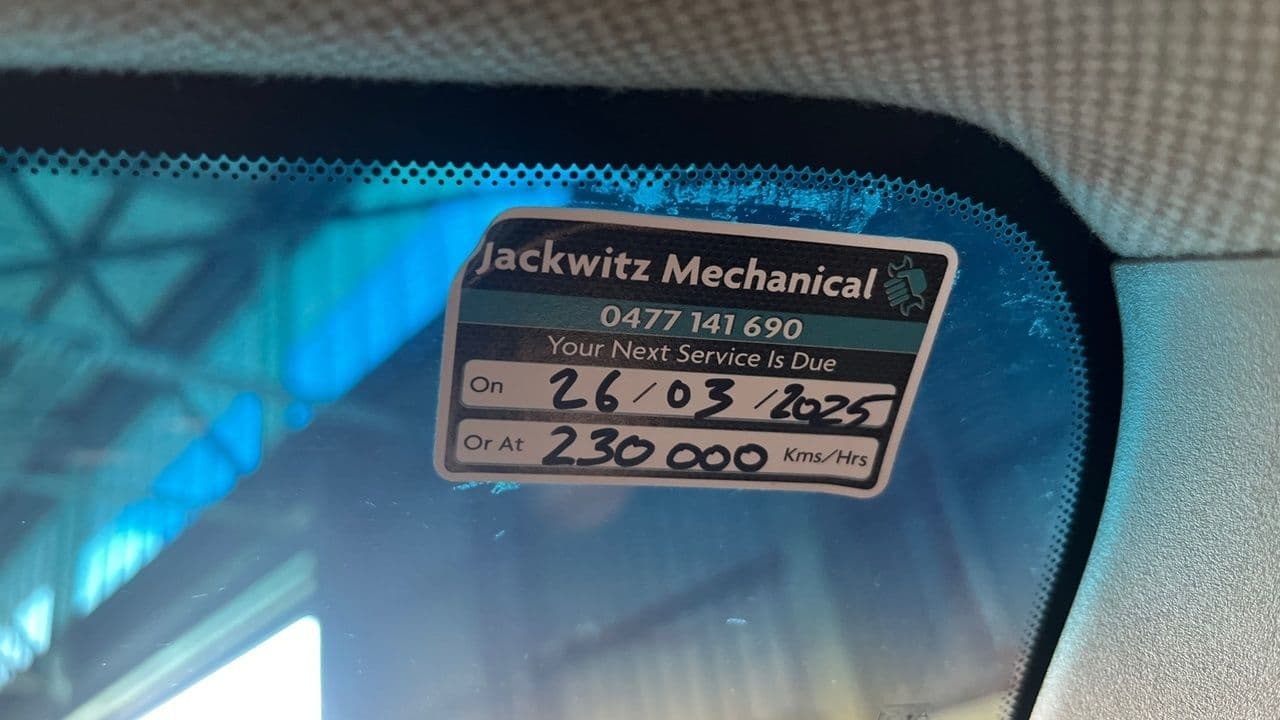 Jackwitz Mechanical
0477 141 690
Your Next Service Is Due
On 26/03/2025
Or At 230 000 Kms/Hrs